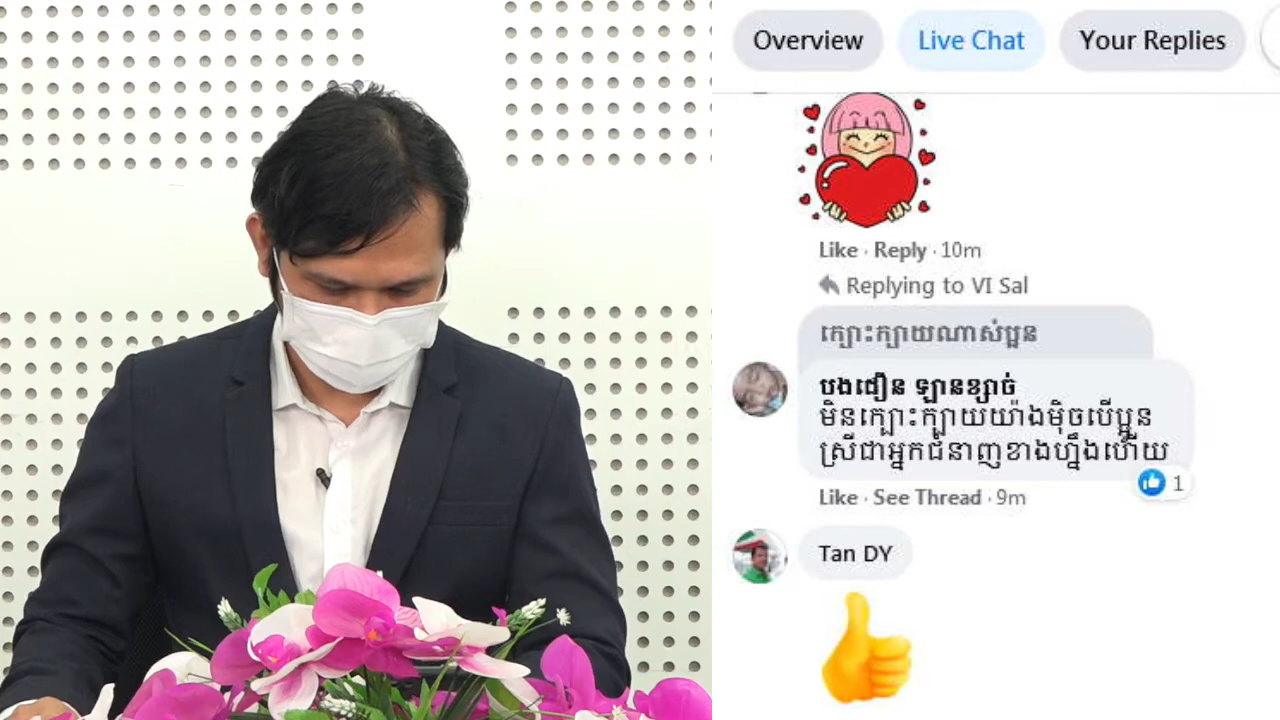 Overview Live Chat Your Replies
Like · Reply · 10m
Replying to VI Sal
ក្បោះក្បាយណាស់ប្អូន
បងជឿន ឡានខ្សាច់
មិនក្បោះក្បាយយ៉ាងម៉ិចបើប្អូន
ស្រីជាអ្នកជំនាញខាងហ្នឹងហើយ
1
Like · See Thread · 9m
Tan DY